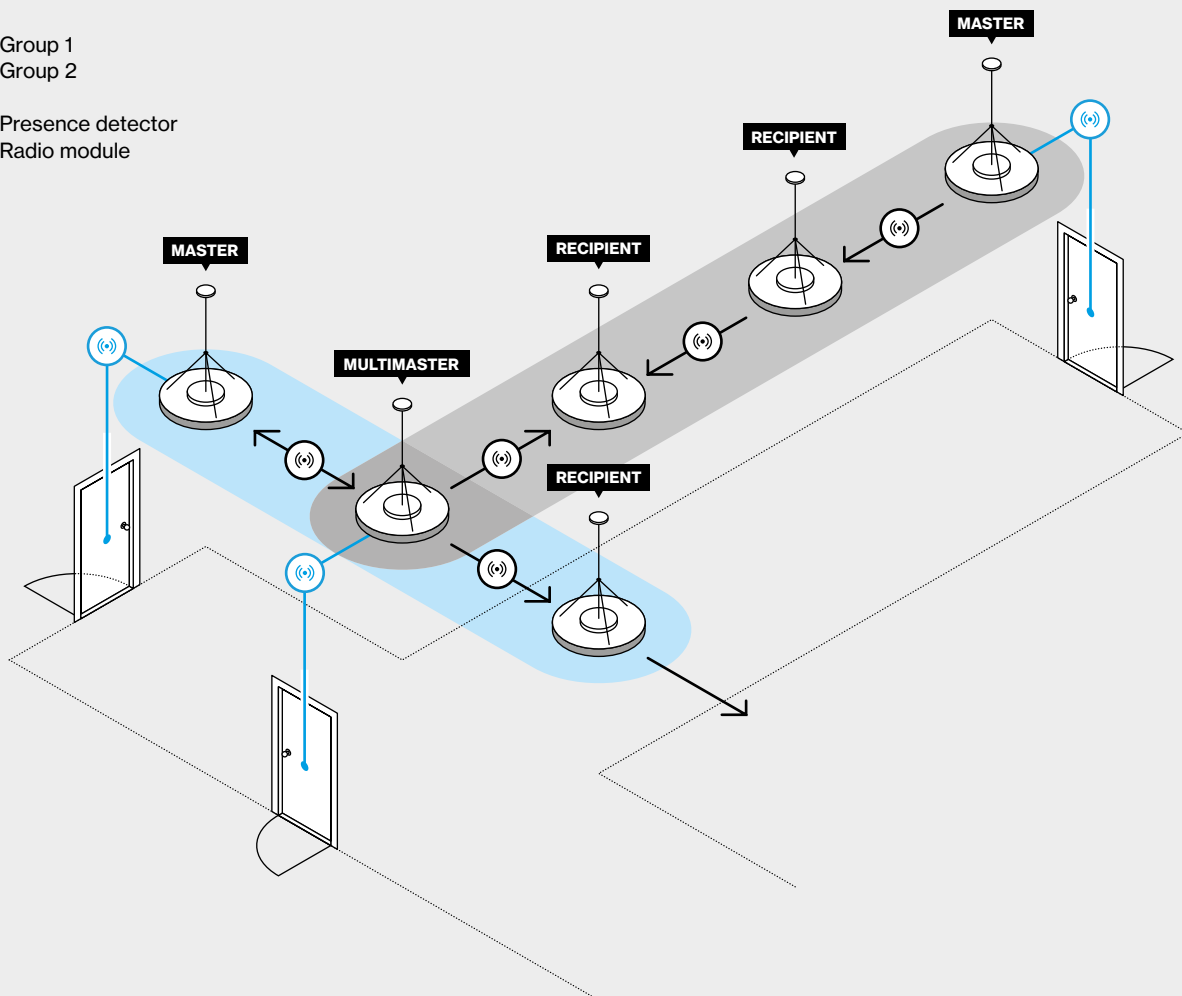 Group 1
Group 2
Presence detector
Radio module
MASTER
RECIPIENT
RECIPIENT
MASTER
MULTIMASTER
RECIPIENT